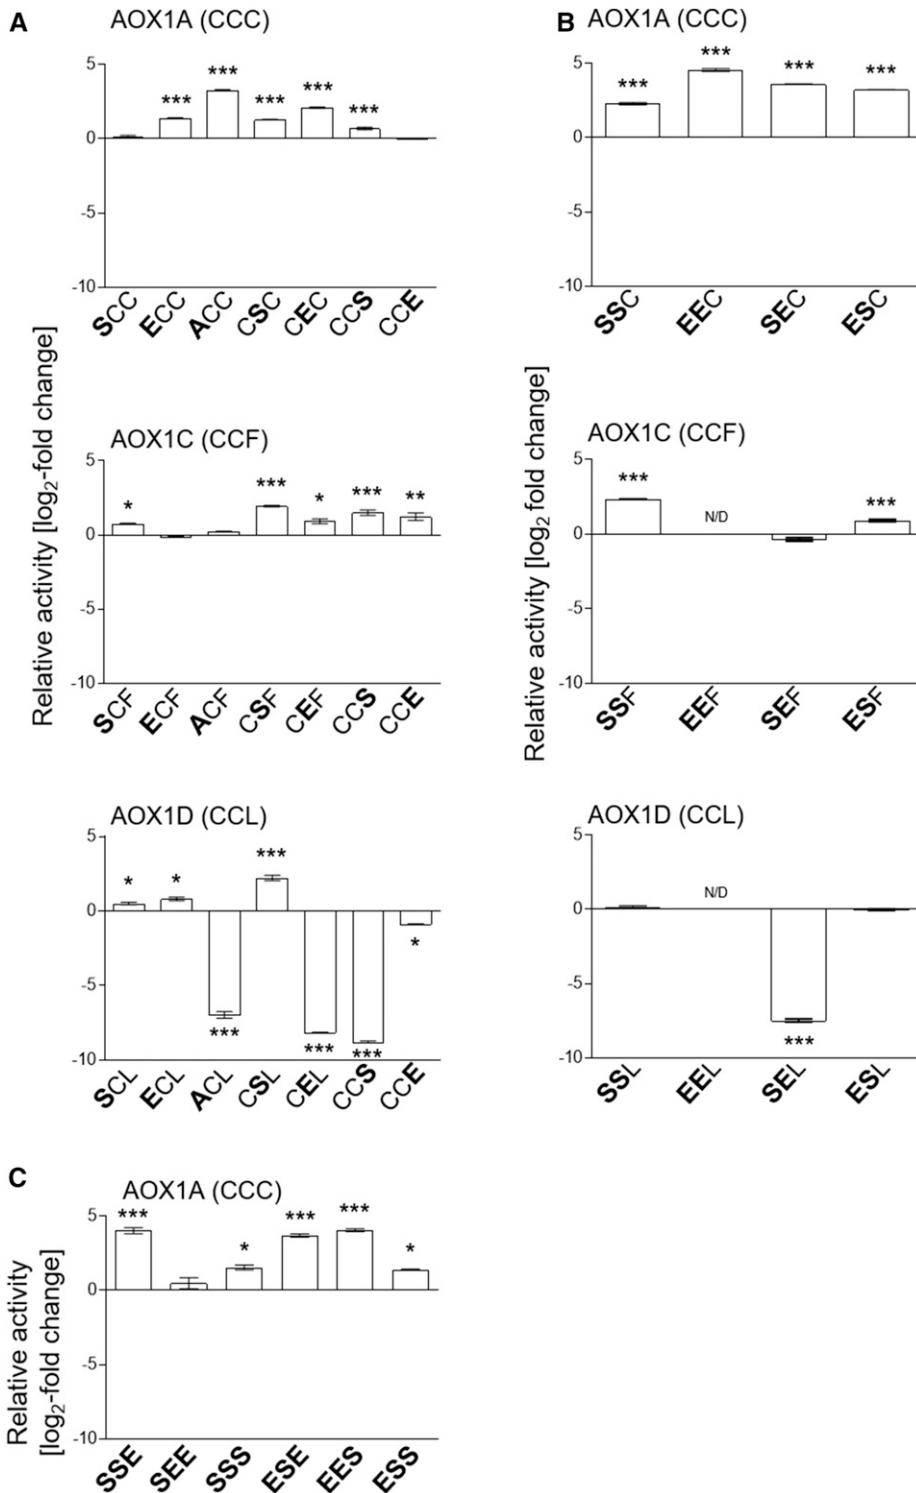 A
AOX1A (CCC)
5
***
***
***
***
***
0
-5
-10
SCC ECC ACC CSC CEC CCS CCE
Relative activity [log2-fold change]
AOX1C (CCF)
5
*
***
*
***
**
0
-5
-10
SCF ECF ACF CSF CEF CCS CCE
AOX1D (CCL)
5
*
*
***
0
***
***
***
*
-5
-10
SCL ECL ACL CSL CEL CCS CCE
B
AOX1A (CCC)
5
***
***
***
***
0
-5
-10
SSC EEC SEC ESC
Relative activity [log2 fold change]
AOX1C (CCF)
5
***
N/D
***
0
-5
-10
SSF EEF SEF ESF
AOX1D (CCL)
5
N/D
0
-5
***
-10
SSL EEL SEL ESL
C
AOX1A (CCC)
5
***
*
***
***
*
0
-5
-10
Relative activity
[log2-fold change]
SSE SEE SSS ESE EES ESS